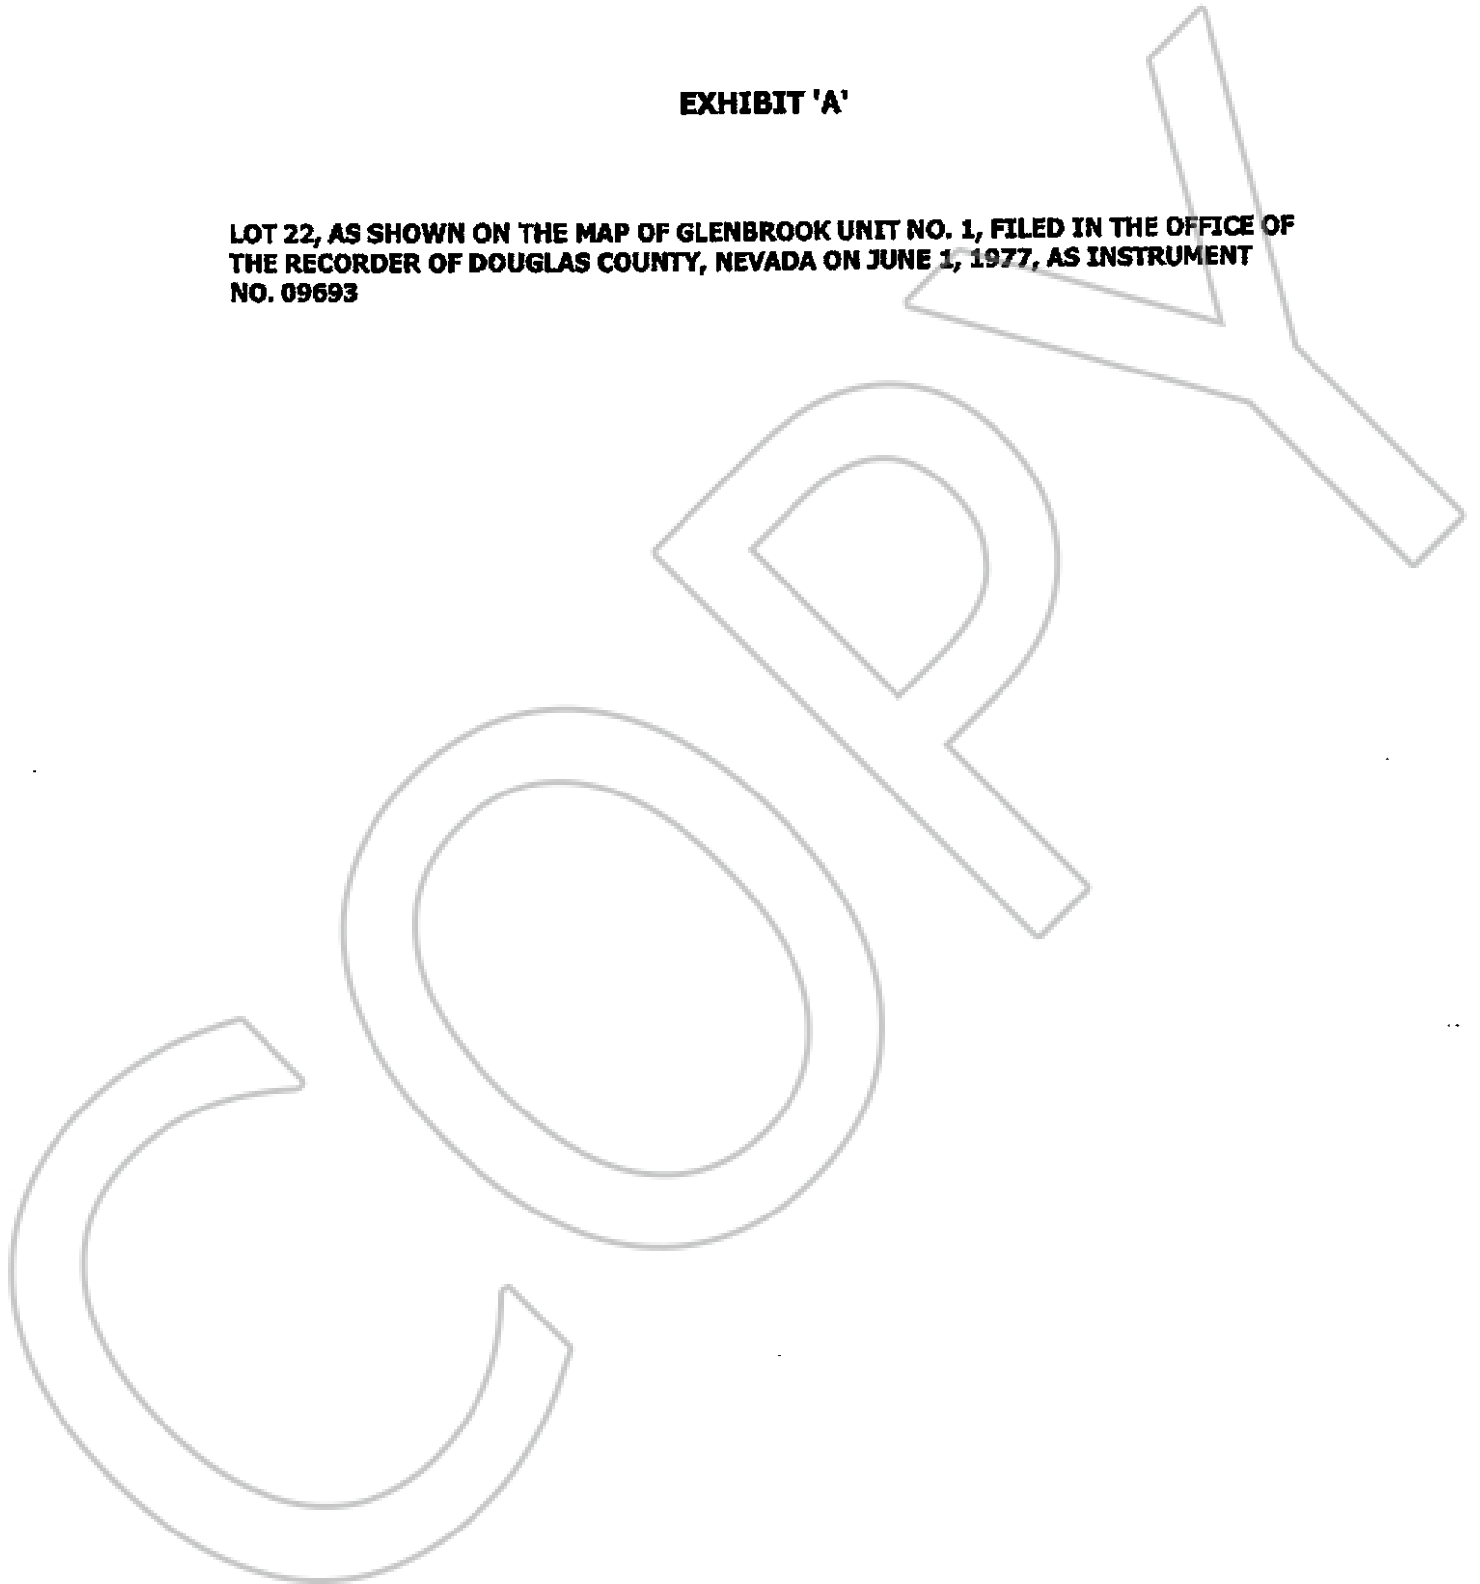 EXHIBIT 'A'
LOT 22, AS SHOWN ON THE MAP OF GLENBROOK UNIT NO. 1, FILED IN THE OFFICE OF
THE RECORDER OF DOUGLAS COUNTY, NEVADA ON JUNE 1, 1977, AS INSTRUMENT
NO. 09693
COPY